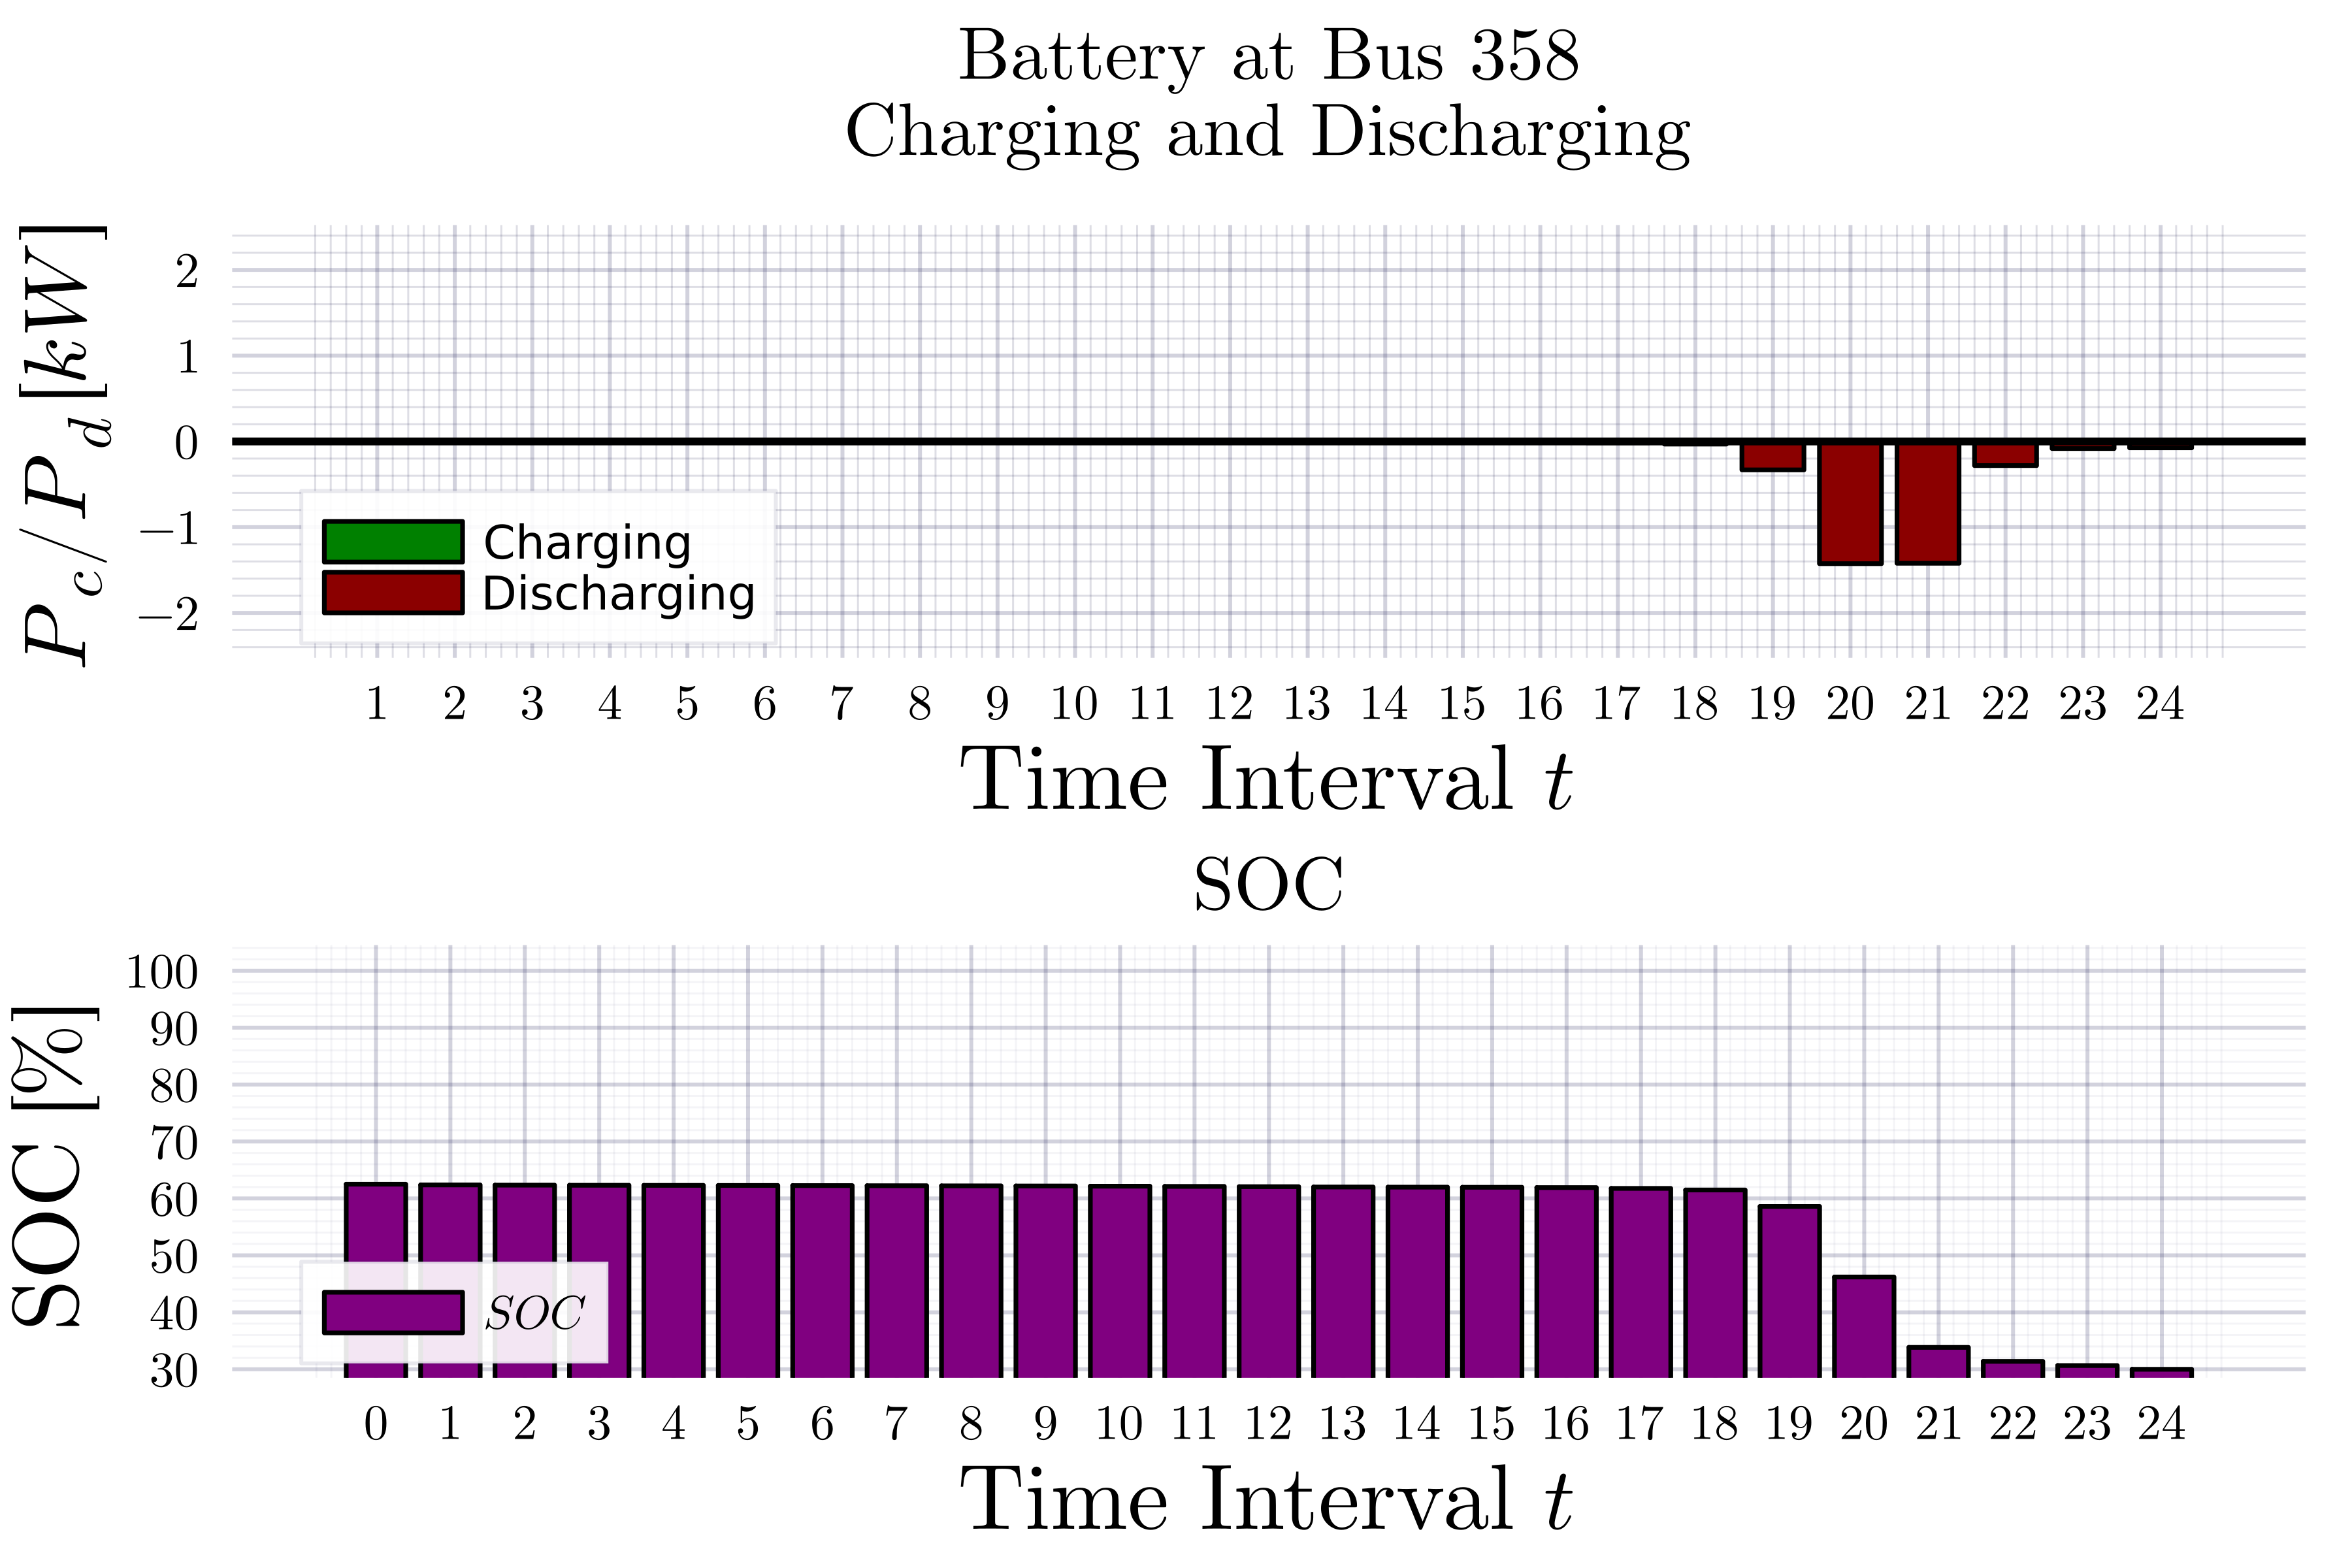 Battery at Bus 358
Charging and Discharging
P_c/P_d [kW]
2
1
0
−1
−2
Charging
Discharging
1 2 3 4 5 6 7 8 9 10 11 12 13 14 15 16 17 18 19 20 21 22 23 24
Time Interval t
SOC
SOC [%]
100
90
80
70
60
50
40
30
SOC
0 1 2 3 4 5 6 7 8 9 10 11 12 13 14 15 16 17 18 19 20 21 22 23 24
Time Interval t